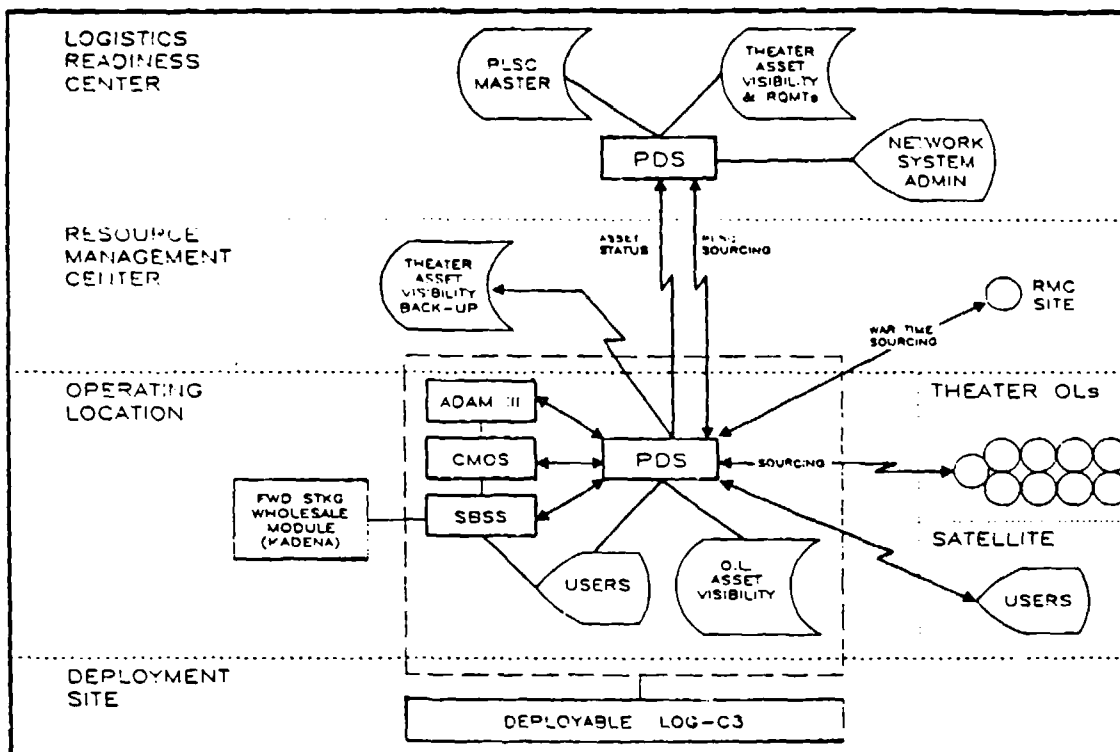 LOGISTICS
READINESS
CENTER
PLSC
MASTER
THEATER
ASSET
VISIBILITY
& RQMTs
PDS
NETWORK
SYSTEM
ADMIN
RESOURCE
MANAGEMENT
CENTER
ASSET
STATUS
PLSC
SOURCING
THEATER
ASSET
VISIBILITY
BACK-UP
RMC
SITE
WAR TIME
SOURCING
OPERATING
LOCATION
THEATER OLs
ADAM III
CMOS
PDS
SOURCING
SBSS
FWD STKG
WHOLESALE
MODULE
(KADENA)
SATELLITE
USERS
O.L.
ASSET
VISIBILITY
USERS
DEPLOYMENT
SITE
DEPLOYABLE LOG-C3